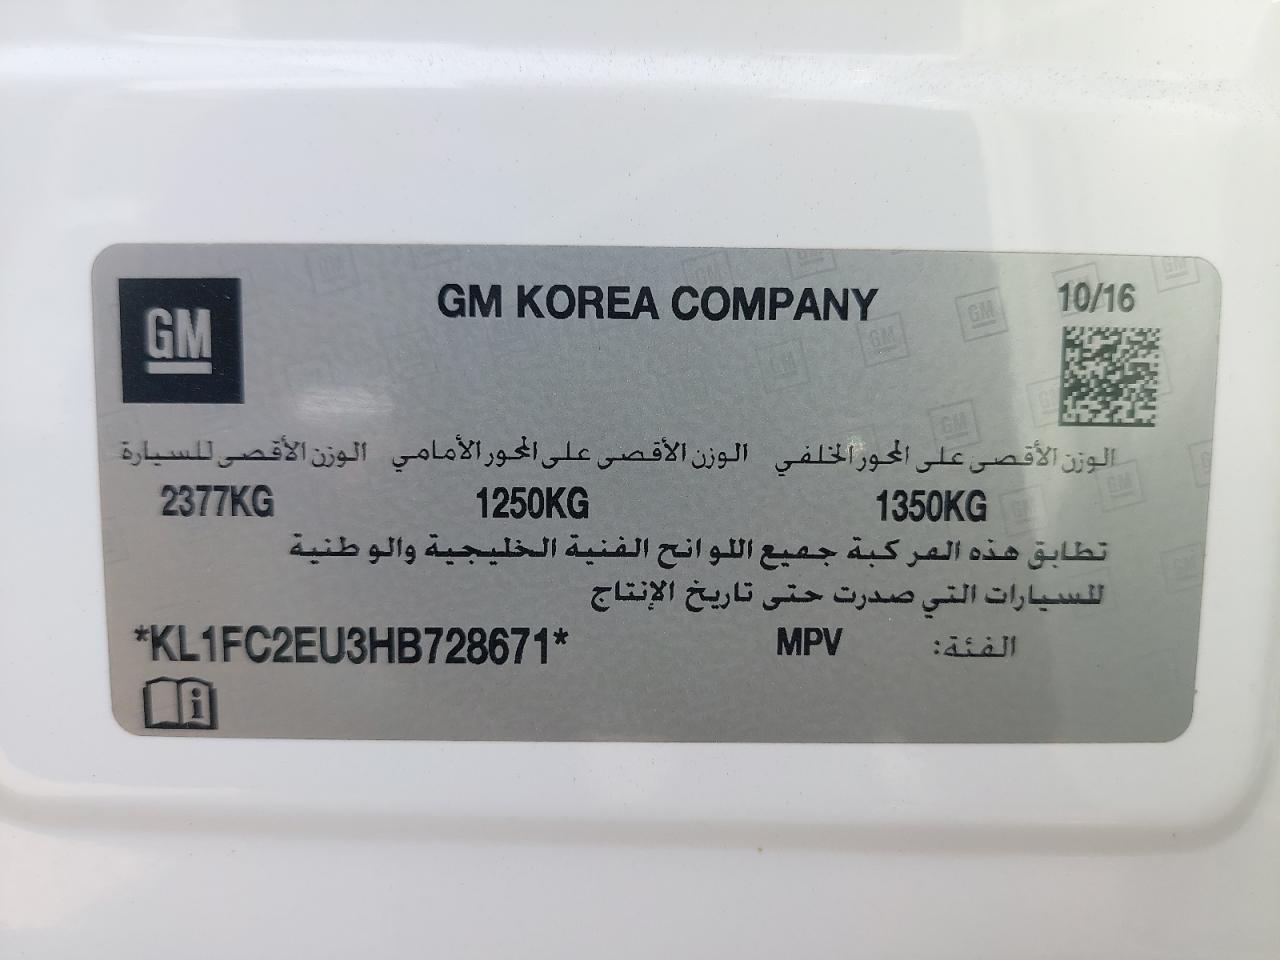 GM
GM KOREA COMPANY
10/16
الوزن الأقصى على المحور الخلفي
الوزن الأقصى على المحور الأمامي
الوزن الأقصى للسيارة
1350KG
1250KG
2377KG
تطابق هذه المركبة جميع اللوائح الفنية الخليجية والوطنية
للسيارات التي صدرت حتى تاريخ الإنتاج
الفئة: MPV
*KL1FC2EU3HB728671*
i